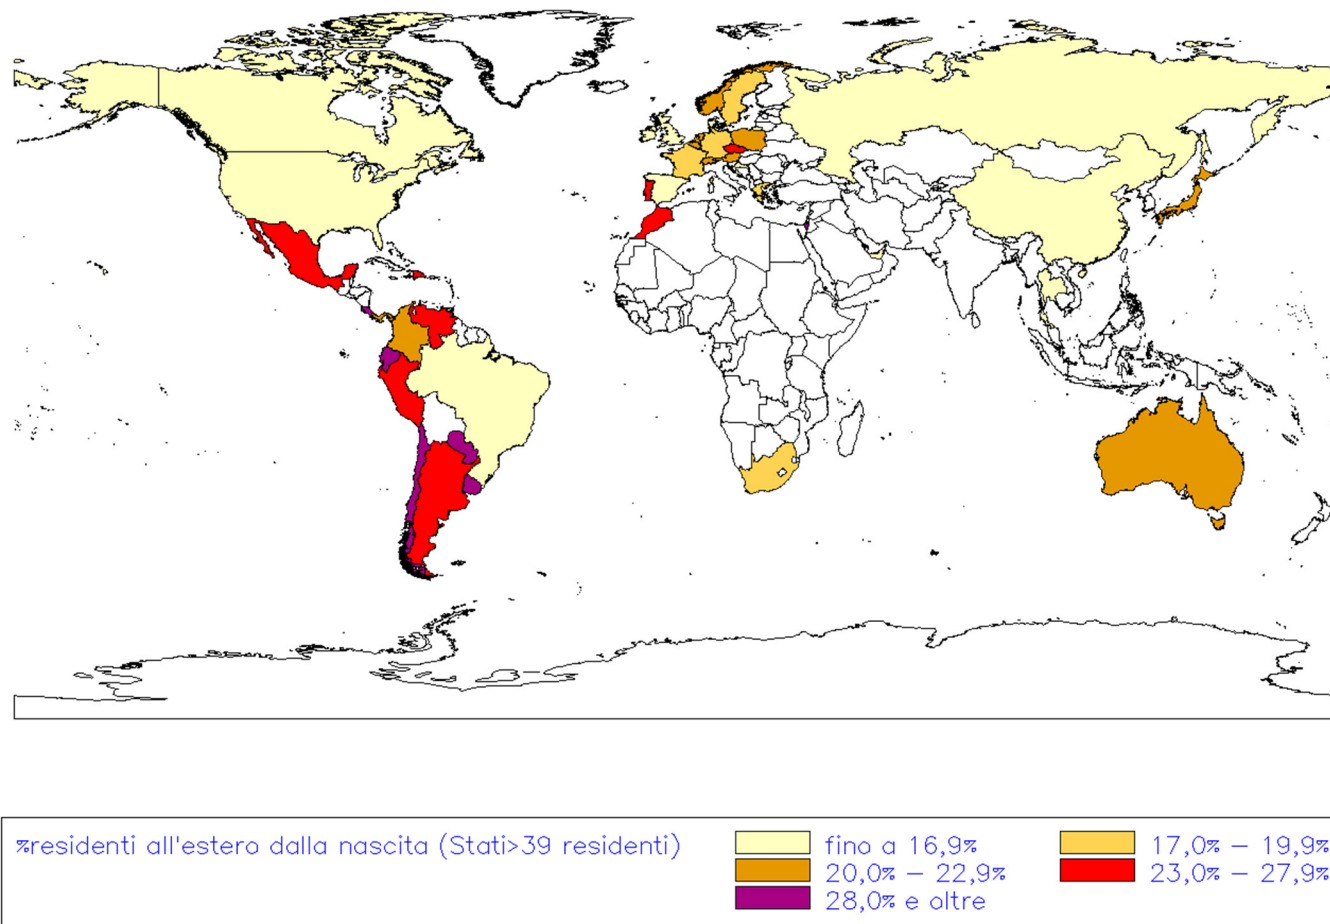 %residenti all'estero dalla nascita (Stati>39 residenti)
fino a 16,9%
17,0% – 19,9%
20,0% – 22,9%
23,0% – 27,9%
28,0% e oltre